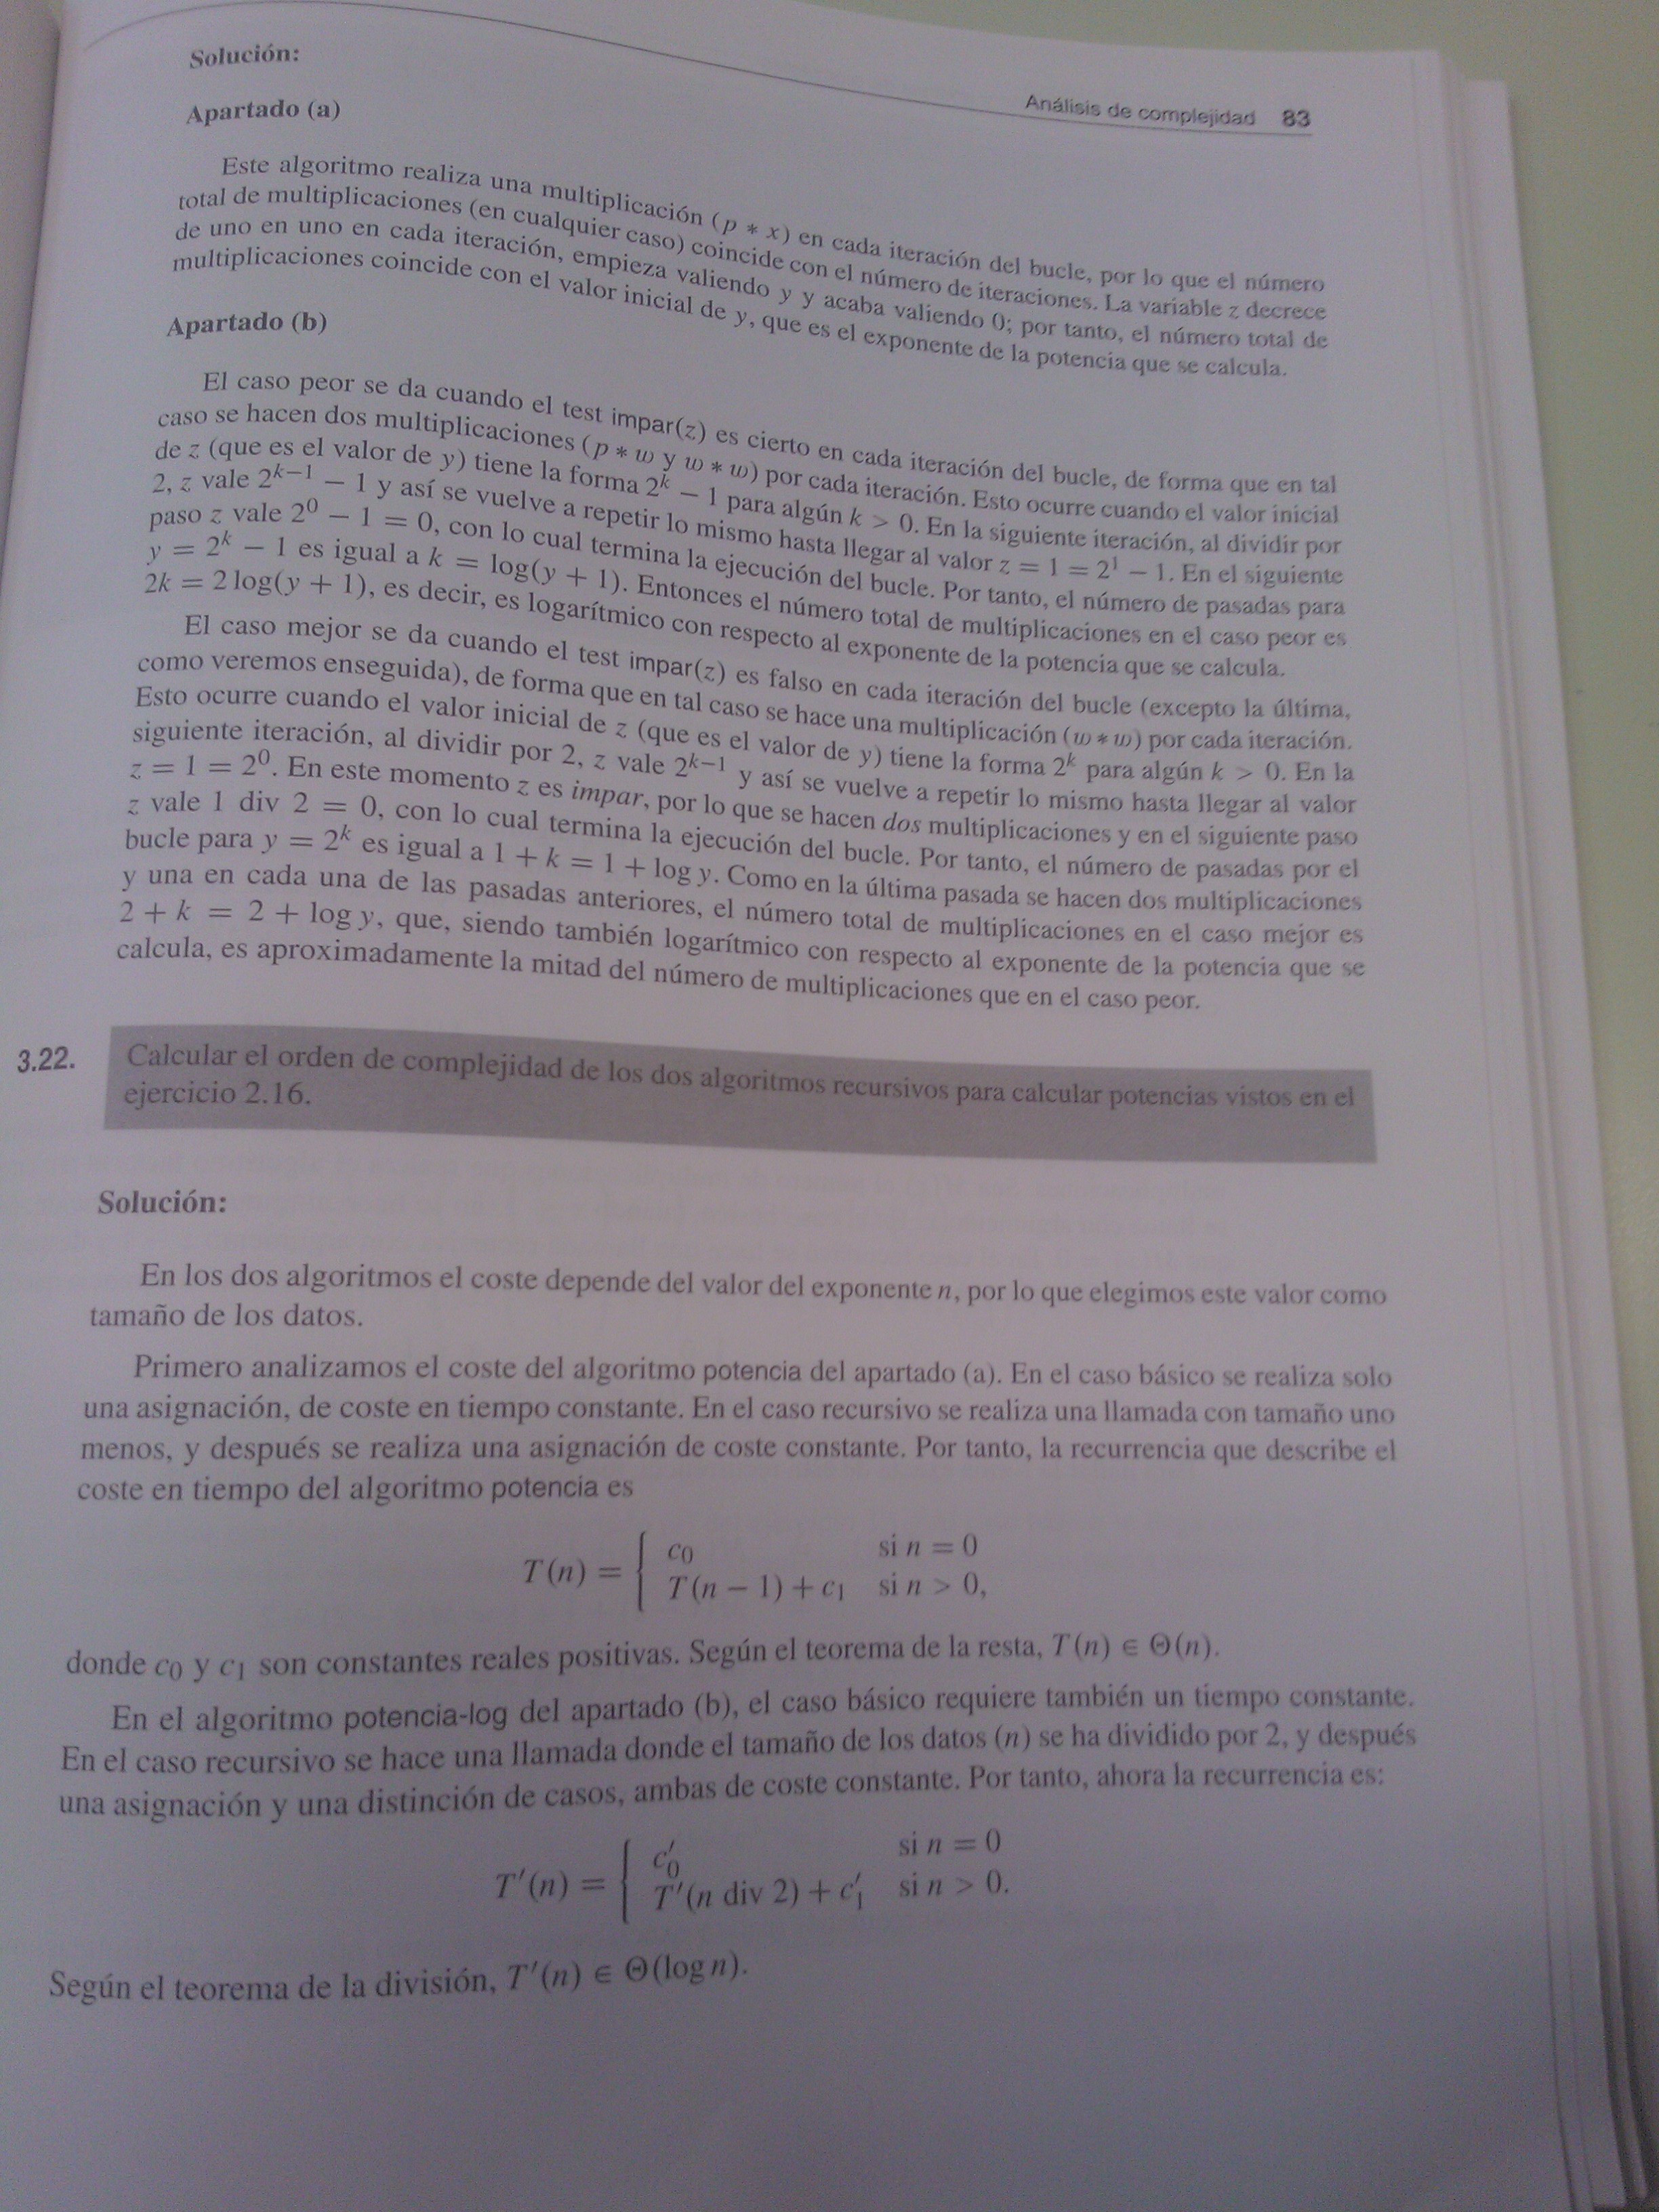 Análisis de complejidad 83
Solución:
Apartado (a)
Este algoritmo realiza una multiplicación (p * x) en cada iteración del bucle, por lo que el número
total de multiplicaciones (en cualquier caso) coincide con el número de iteraciones. La variable z decrece
de uno en uno en cada iteración, empieza valiendo y y acaba valiendo 0; por tanto, el número total de
multiplicaciones coincide con el valor inicial de y, que es el exponente de la potencia que se calcula.
Apartado (b)
El caso peor se da cuando el test impar(z) es cierto en cada iteración del bucle, de forma que en tal
caso se hacen dos multiplicaciones (p * w y w * w) por cada iteración. Esto ocurre cuando el valor inicial
de z (que es el valor de y) tiene la forma 2^k − 1 para algún k > 0. En la siguiente iteración, al dividir por
2, z vale 2^{k−1} − 1 y así se vuelve a repetir lo mismo hasta llegar al valor z = 1 = 2^1 − 1. En el siguiente
paso z vale 2^0 − 1 = 0, con lo cual termina la ejecución del bucle. Por tanto, el número de pasadas para
y = 2^k − 1 es igual a k = log(y + 1). Entonces el número total de multiplicaciones en el caso peor es
2k = 2 log(y + 1), es decir, es logarítmico con respecto al exponente de la potencia que se calcula.
El caso mejor se da cuando el test impar(z) es falso en cada iteración del bucle (excepto la última,
como veremos enseguida), de forma que en tal caso se hace una multiplicación (w * w) por cada iteración.
Esto ocurre cuando el valor inicial de z (que es el valor de y) tiene la forma 2^k para algún k > 0. En la
siguiente iteración, al dividir por 2, z vale 2^{k−1} y así se vuelve a repetir lo mismo hasta llegar al valor
z = 1 = 2^0. En este momento z es impar, por lo que se hacen dos multiplicaciones y en el siguiente paso
z vale 1 div 2 = 0, con lo cual termina la ejecución del bucle. Por tanto, el número de pasadas por el
bucle para y = 2^k es igual a 1 + k = 1 + log y. Como en la última pasada se hacen dos multiplicaciones
y una en cada una de las pasadas anteriores, el número total de multiplicaciones en el caso mejor es
2 + k = 2 + log y, que, siendo también logarítmico con respecto al exponente de la potencia que se
calcula, es aproximadamente la mitad del número de multiplicaciones que en el caso peor.
3.22. Calcular el orden de complejidad de los dos algoritmos recursivos para calcular potencias vistos en el
ejercicio 2.16.
Solución:
En los dos algoritmos el coste depende del valor del exponente n, por lo que elegimos este valor como
tamaño de los datos.
Primero analizamos el coste del algoritmo potencia del apartado (a). En el caso básico se realiza solo
una asignación, de coste en tiempo constante. En el caso recursivo se realiza una llamada con tamaño uno
menos, y después se realiza una asignación de coste constante. Por tanto, la recurrencia que describe el
coste en tiempo del algoritmo potencia es
T(n) = { c₀ si n = 0
T(n − 1) + c₁ si n > 0,
donde c₀ y c₁ son constantes reales positivas. Según el teorema de la resta, T(n) ∈ Θ(n).
En el algoritmo potencia-log del apartado (b), el caso básico requiere también un tiempo constante.
En el caso recursivo se hace una llamada donde el tamaño de los datos (n) se ha dividido por 2, y después
una asignación y una distinción de casos, ambas de coste constante. Por tanto, ahora la recurrencia es:
T′(n) = { c′₀ si n = 0
T′(n div 2) + c′₁ si n > 0.
Según el teorema de la división, T′(n) ∈ Θ(log n).